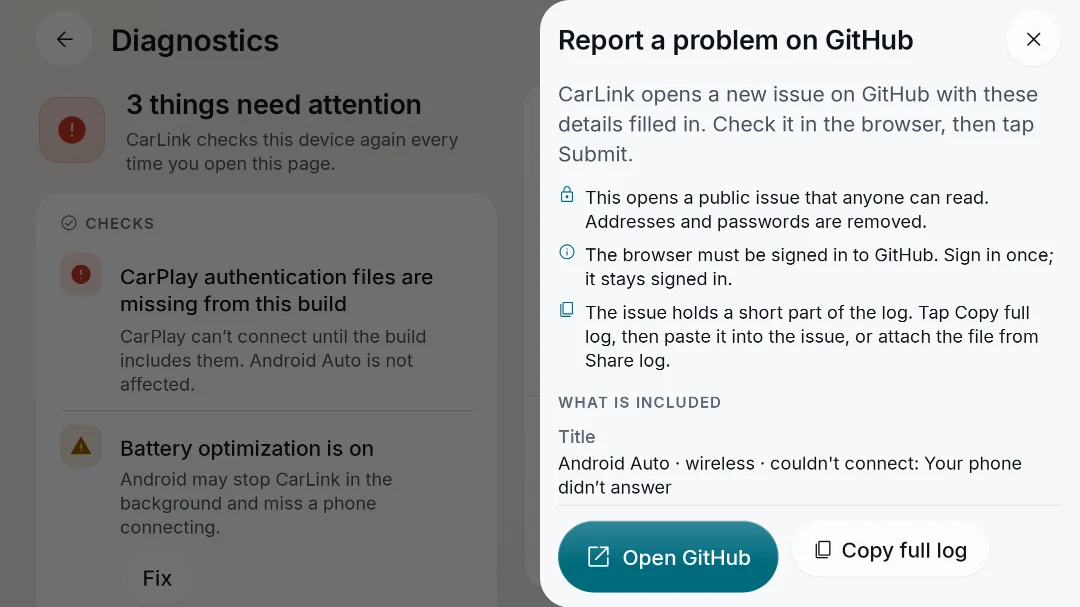 Diagnostics
3 things need attention
CarLink checks this device again every
time you open this page.
CHECKS
CarPlay authentication files are
missing from this build
CarPlay can’t connect until the build
includes them. Android Auto is not
affected.
Battery optimization is on
Android may stop CarLink in the
background and miss a phone
connecting.
Fix
Report a problem on GitHub
CarLink opens a new issue on GitHub with these
details filled in. Check it in the browser, then tap
Submit.
This opens a public issue that anyone can read.
Addresses and passwords are removed.
The browser must be signed in to GitHub. Sign in once;
it stays signed in.
The issue holds a short part of the log. Tap Copy full
log, then paste it into the issue, or attach the file from
Share log.
WHAT IS INCLUDED
Title
Android Auto · wireless · couldn't connect: Your phone
didn’t answer
Open GitHub
Copy full log